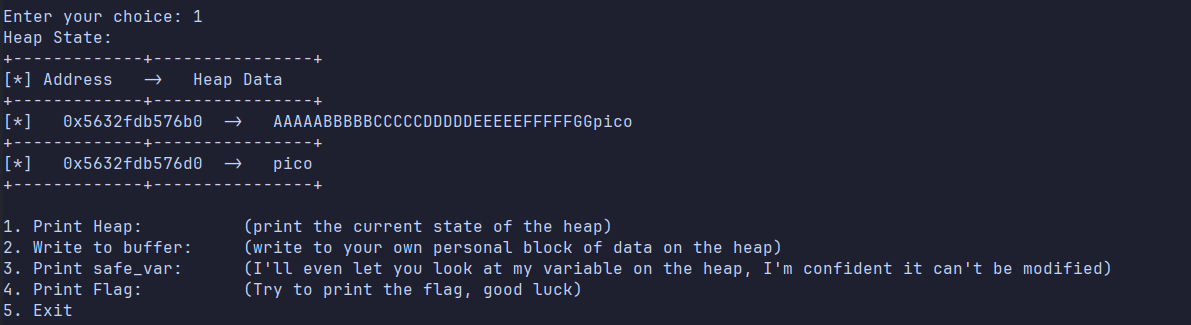 Enter your choice: 1
Heap State:
+-------------+----------------+
[*] Address   ->   Heap Data
+-------------+----------------+
[*]   0x5632fdb576b0  ->   AAAAABBBBBCCCCCDDDDDEEEEEFFFFFGGpico
+-------------+----------------+
[*]   0x5632fdb576d0  ->   pico
+-------------+----------------+
1. Print Heap:          (print the current state of the heap)
2. Write to buffer:     (write to your own personal block of data on the heap)
3. Print safe_var:      (I'll even let you look at my variable on the heap, I'm confident it can't be modified)
4. Print Flag:          (Try to print the flag, good luck)
5. Exit